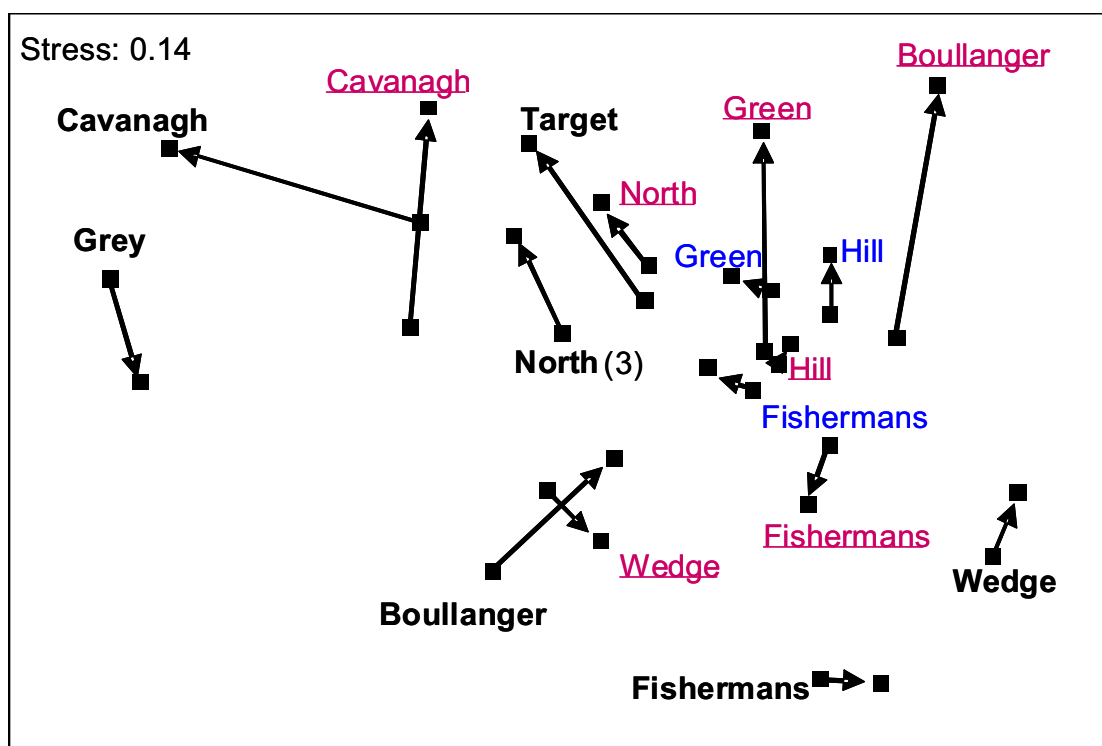 Stress: 0.14
Boullanger
Cavanagh
Cavanagh
Target
Green
North
Grey
Green
Hill
North (3)
Hill
Fishermans
Fishermans
Wedge
Wedge
Boullanger
Fishermans